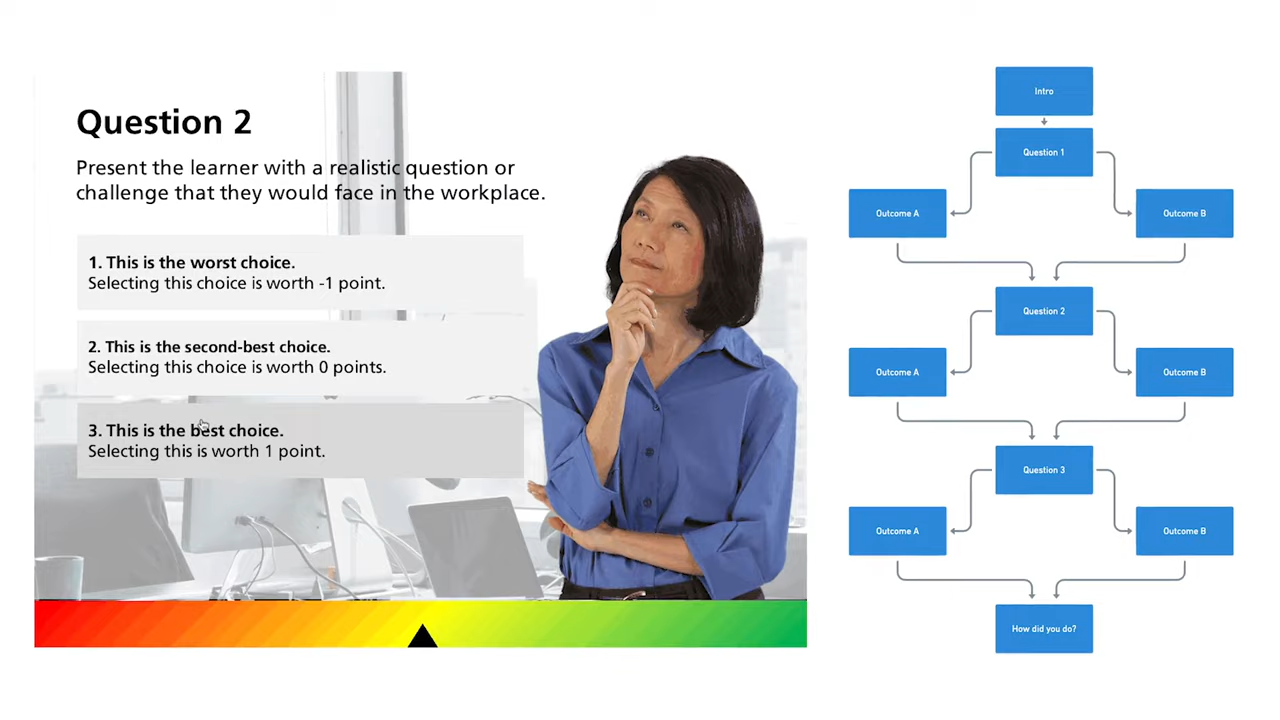 Question 2
Present the learner with a realistic question or
challenge that they would face in the workplace.
1. This is the worst choice.
Selecting this choice is worth -1 point.
2. This is the second-best choice.
Selecting this choice is worth 0 points.
3. This is the best choice.
Selecting this is worth 1 point.
Intro
Question 1
Outcome A
Outcome B
Question 2
Outcome A
Outcome B
Question 3
Outcome A
Outcome B
How did you do?